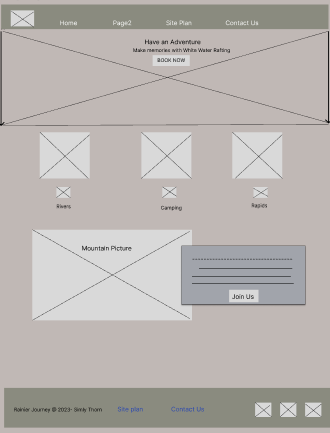 Home Page2 Site Plan Contact Us
Have an Adventure
Make memories with White Water Rafting
BOOK NOW
Rivers Camping Rapids
Mountain Picture
Join Us
Rainier Journey @ 2023- Simly Thorn Site plan Contact Us